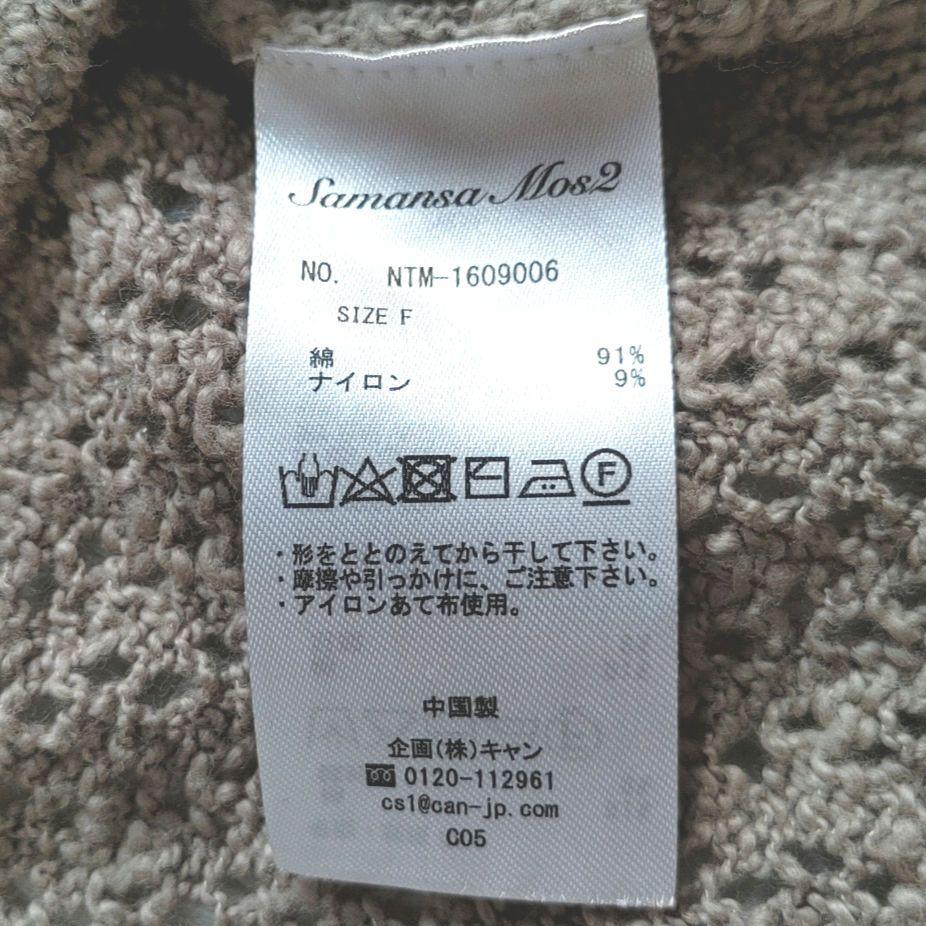 Samansa Mos2
NO. NTM-1609006
SIZE F
綿 91%
ナイロン 9%
F
・形をととのえてから干して下さい。
・摩擦や引っかけに、ご注意下さい。
・アイロンあて布使用。
中国製
企画(株)キャン
0120-112961
cs1@can-jp.com
C05